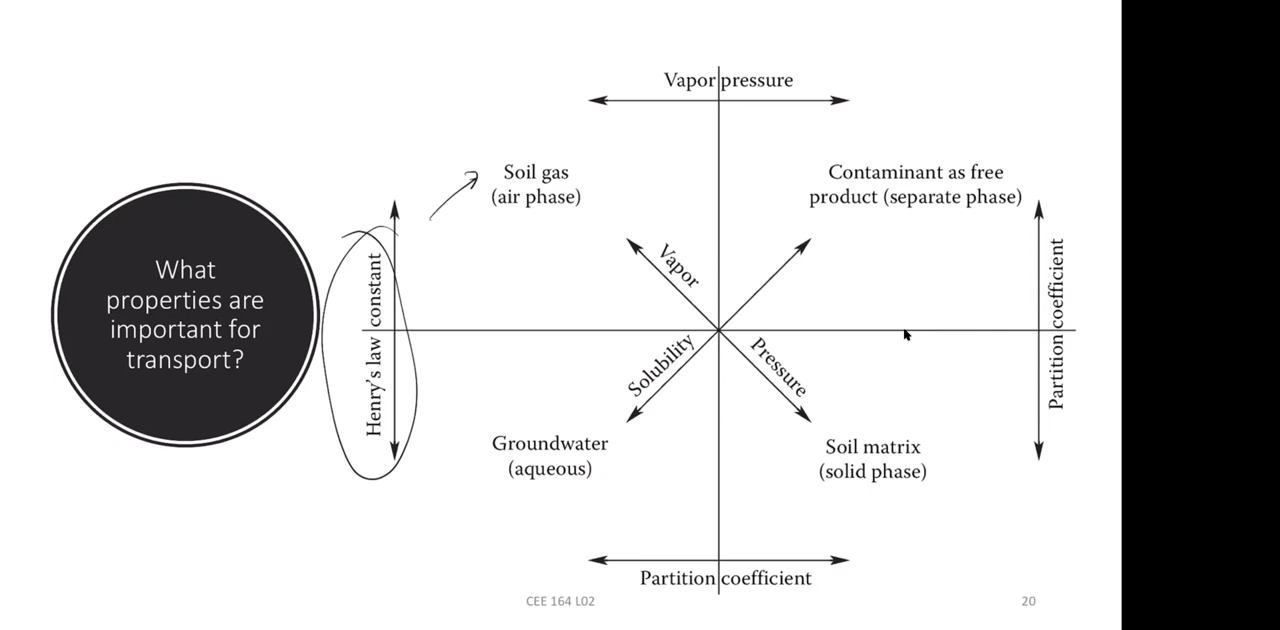 What
properties are
important for
transport?
Vapor pressure
Soil gas
(air phase)
Contaminant as free
product (separate phase)
Henry's law constant
Vapor
Solubility
Pressure
Partition coefficient
Groundwater
(aqueous)
Soil matrix
(solid phase)
Partition coefficient
CEE 164 L02
20